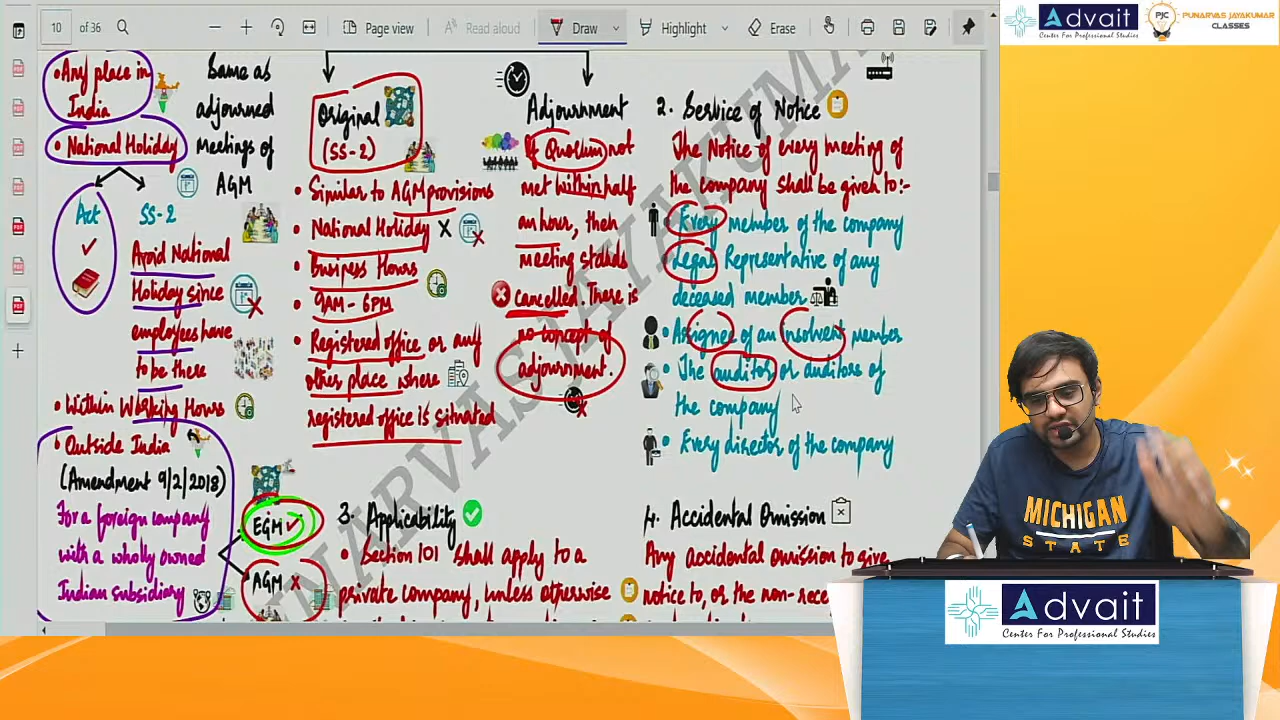 10 of 36
Page view
Read aloud
Draw
Highlight
Erase
Advait
Center For Professional Studies
PJC
PUNARVAS JAYAKUMAR
CLASSES
• Any place in
India
• National Holiday
Act
SS-2
Avoid National
Holiday since
employees have
to be there
• Within Working Hours
• Outside India
(Amendment 9/2/2018)
For a foreign company
with a wholly owned
Indian subsidiary
EGM
AGM
Same as
adjourned
Meetings of
AGM
Original
(SS-2)
• Similar to AGM provisions
• National Holiday
• Business Hours
• 9AM - 6PM
• Registered office or any
other place where
registered office is situated
Adjournment
If Quorum not
met within half
an hour, then
meeting stands
cancelled. There is
no concept of
adjournment.
2. Service of Notice
The Notice of every meeting of
the company shall be given to:-
• Every member of the company
• Legal Representative of any
deceased member
• Assignee of an insolvent member
• The auditor or auditors of
the company
• Every director of the company
3. Applicability
• Section 101 shall apply to a
private company, unless otherwise
4. Accidental Omission
Any accidental omission to give
notice to, or the non-rece
PUNARVAS JAYAKUMAR
MICHIGAN
STATE
Advait
Center For Professional Studies